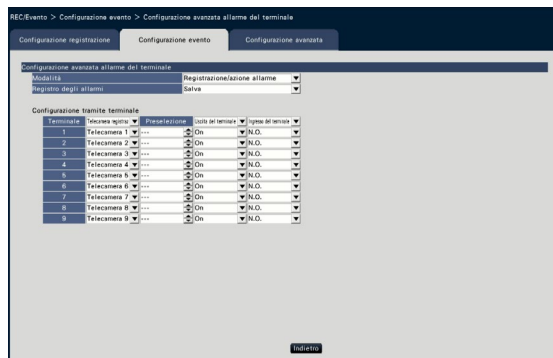 REC/Evento > Configurazione evento > Configurazione avanzata allarme del terminale
Configurazione registrazione Configurazione evento Configurazione avanzata
Configurazione avanzata allarme del terminale
Modalità Registrazione/azione allarme
Registro degli allarmi Salva
Configurazione tramite terminale
Terminale Telecamera registraz Preselezione Uscita del terminale Ingresso del terminale
1 Telecamera 1 --- On N.O.
2 Telecamera 2 --- On N.O.
3 Telecamera 3 --- On N.O.
4 Telecamera 4 --- On N.O.
5 Telecamera 5 --- On N.O.
6 Telecamera 6 --- On N.O.
7 Telecamera 7 --- On N.O.
8 Telecamera 8 --- On N.O.
9 Telecamera 9 --- On N.O.
Indietro